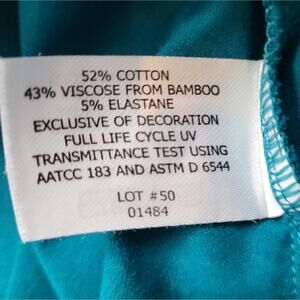 52% COTTON
43% VISCOSE FROM BAMBOO
5% ELASTANE
EXCLUSIVE OF DECORATION
FULL LIFE CYCLE UV
TRANSMITTANCE TEST USING
AATCC 183 AND ASTM D 6544
LOT #50
01484